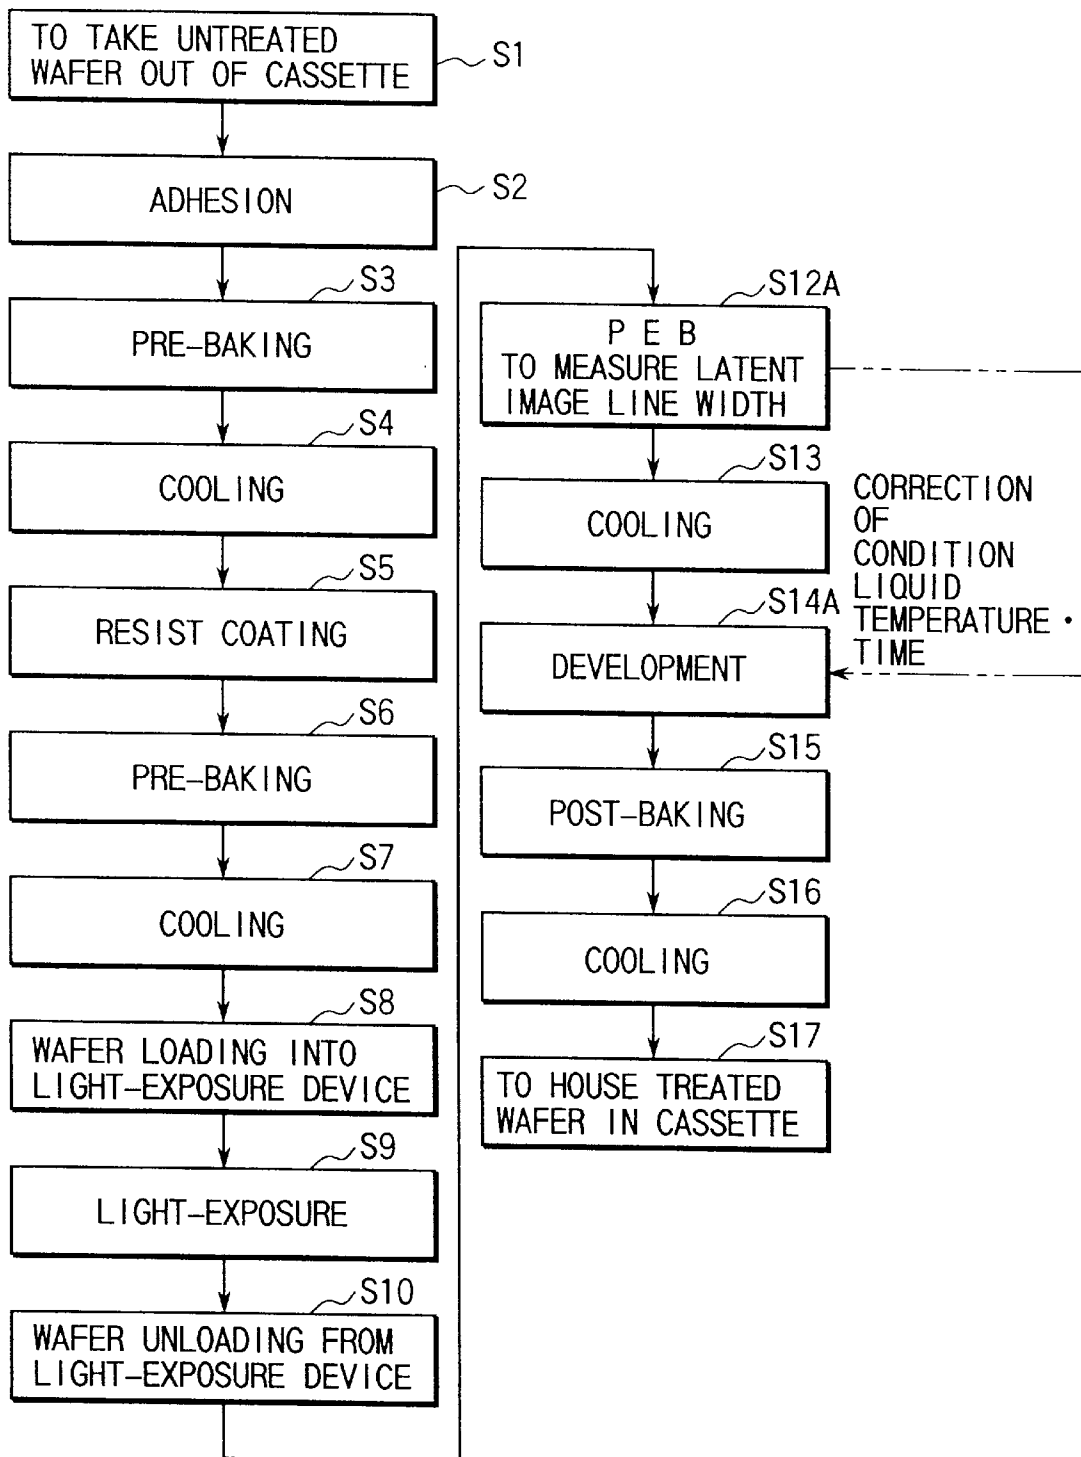 TO TAKE UNTREATED
WAFER OUT OF CASSETTE
S1
ADHESION
S2
S3
PRE-BAKING
S4
COOLING
S5
RESIST COATING
S6
PRE-BAKING
S7
COOLING
S8
WAFER LOADING INTO
LIGHT-EXPOSURE DEVICE
S9
LIGHT-EXPOSURE
S10
WAFER UNLOADING FROM
LIGHT-EXPOSURE DEVICE
S12A
P E B
TO MEASURE LATENT
IMAGE LINE WIDTH
S13
COOLING
CORRECTION
OF
CONDITION
LIQUID
TEMPERATURE・
TIME
S14A
DEVELOPMENT
S15
POST-BAKING
S16
COOLING
S17
TO HOUSE TREATED
WAFER IN CASSETTE